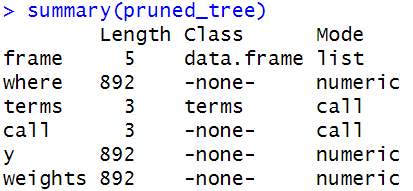 > summary(pruned_tree)
        Length Class      Mode
frame     5    data.frame list
where   892    -none-     numeric
terms     3    terms      call
call      3    -none-     call
y       892    -none-     numeric
weights 892    -none-     numeric